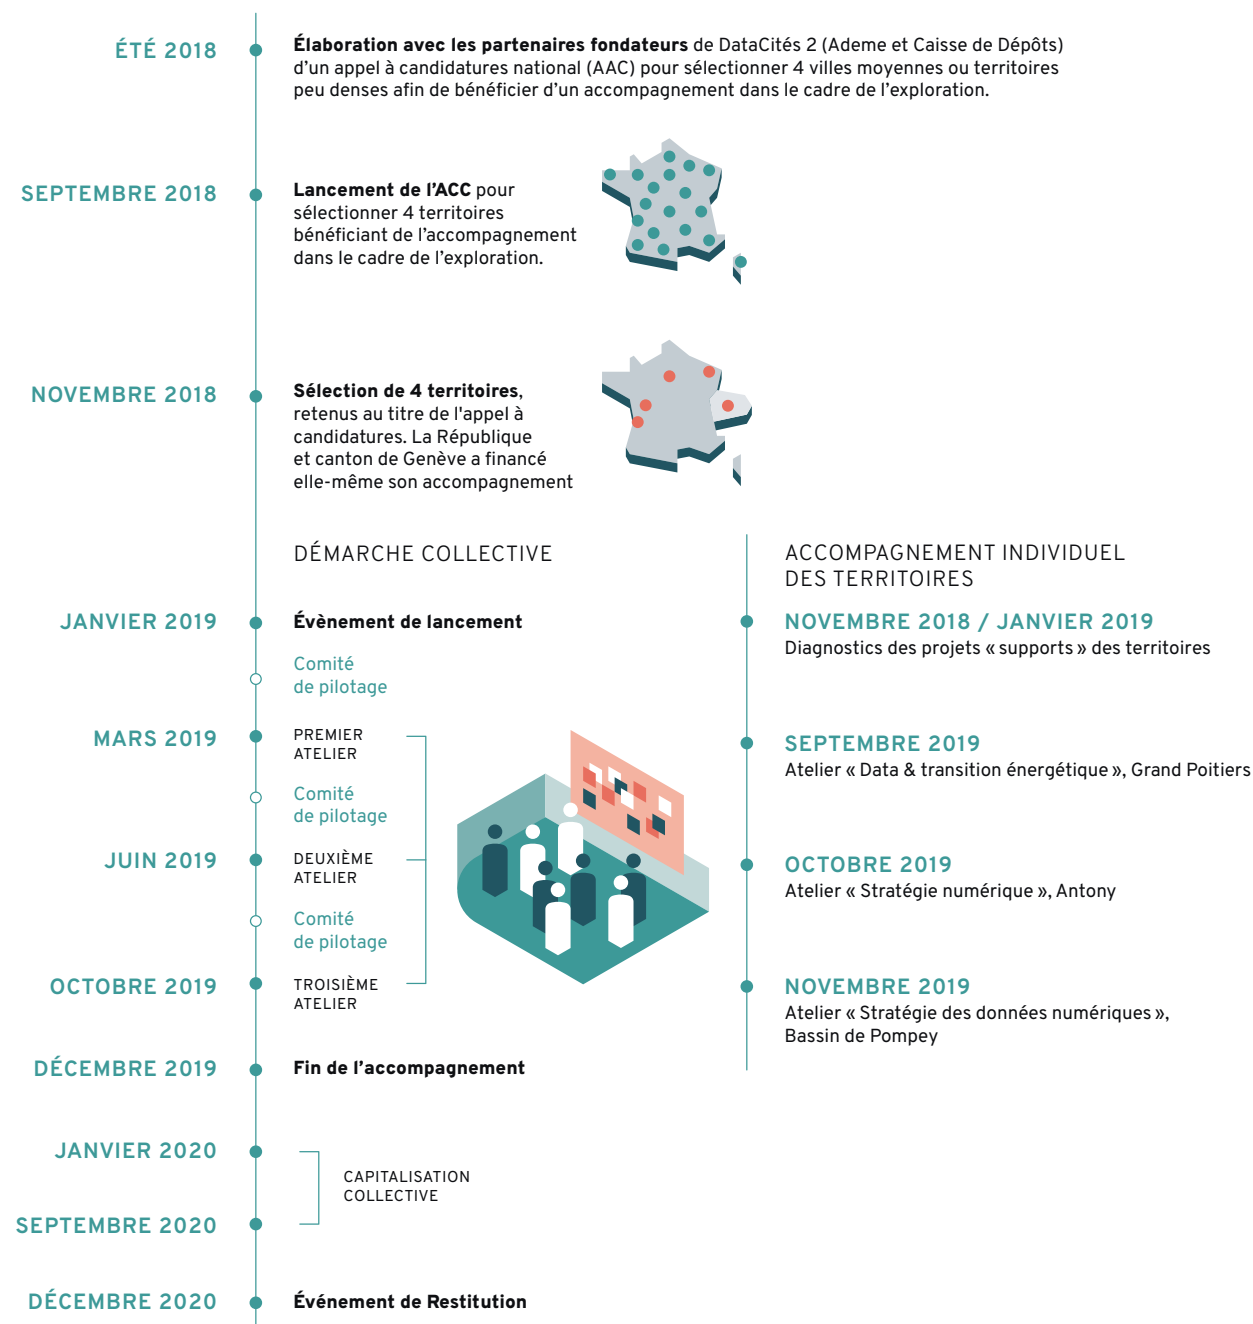 ÉTÉ 2018
Élaboration avec les partenaires fondateurs de DataCités 2 (Ademe et Caisse de Dépôts)
d'un appel à candidatures national (AAC) pour sélectionner 4 villes moyennes ou territoires
peu denses afin de bénéficier d'un accompagnement dans le cadre de l'exploration.
SEPTEMBRE 2018
Lancement de l'ACC pour
sélectionner 4 territoires
bénéficiant de l'accompagnement
dans le cadre de l'exploration.
NOVEMBRE 2018
Sélection de 4 territoires,
retenus au titre de l'appel à
candidatures. La République
et canton de Genève a financé
elle-même son accompagnement
DÉMARCHE COLLECTIVE
JANVIER 2019
Évènement de lancement
Comité
de pilotage
MARS 2019
PREMIER
ATELIER
Comité
de pilotage
JUIN 2019
DEUXIÈME
ATELIER
Comité
de pilotage
OCTOBRE 2019
TROISIÈME
ATELIER
DÉCEMBRE 2019
Fin de l'accompagnement
ACCOMPAGNEMENT INDIVIDUEL
DES TERRITOIRES
NOVEMBRE 2018 / JANVIER 2019
Diagnostics des projets « supports » des territoires
SEPTEMBRE 2019
Atelier « Data & transition énergétique », Grand Poitiers
OCTOBRE 2019
Atelier « Stratégie numérique », Antony
NOVEMBRE 2019
Atelier « Stratégie des données numériques »,
Bassin de Pompey
JANVIER 2020
CAPITALISATION
COLLECTIVE
SEPTEMBRE 2020
DÉCEMBRE 2020
Événement de Restitution